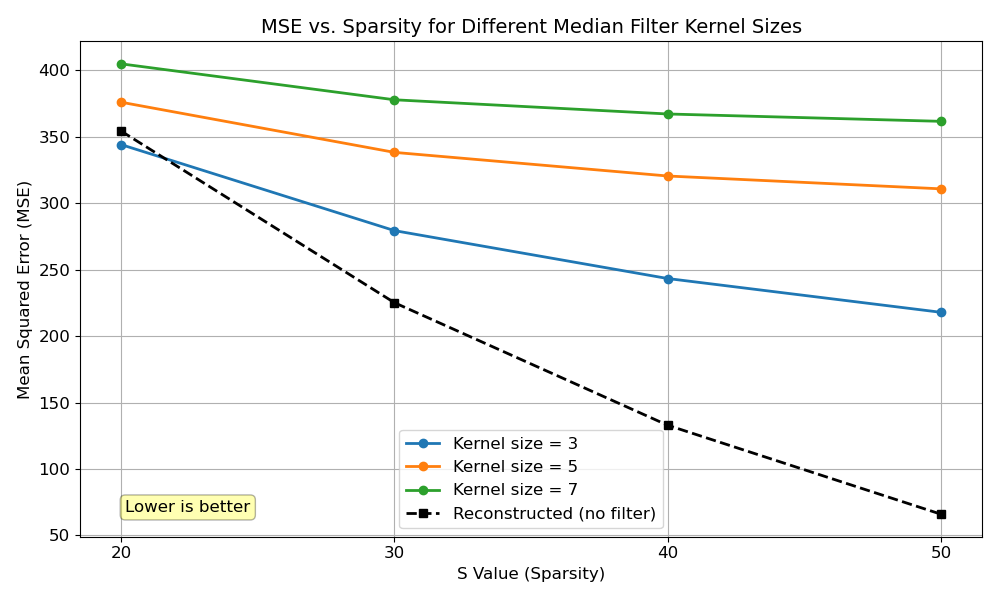 MSE vs. Sparsity for Different Median Filter Kernel Sizes
Mean Squared Error (MSE)
400
350
300
250
200
150
100
50
Kernel size = 3
Kernel size = 5
Kernel size = 7
Reconstructed (no filter)
Lower is better
20 30 40 50
S Value (Sparsity)